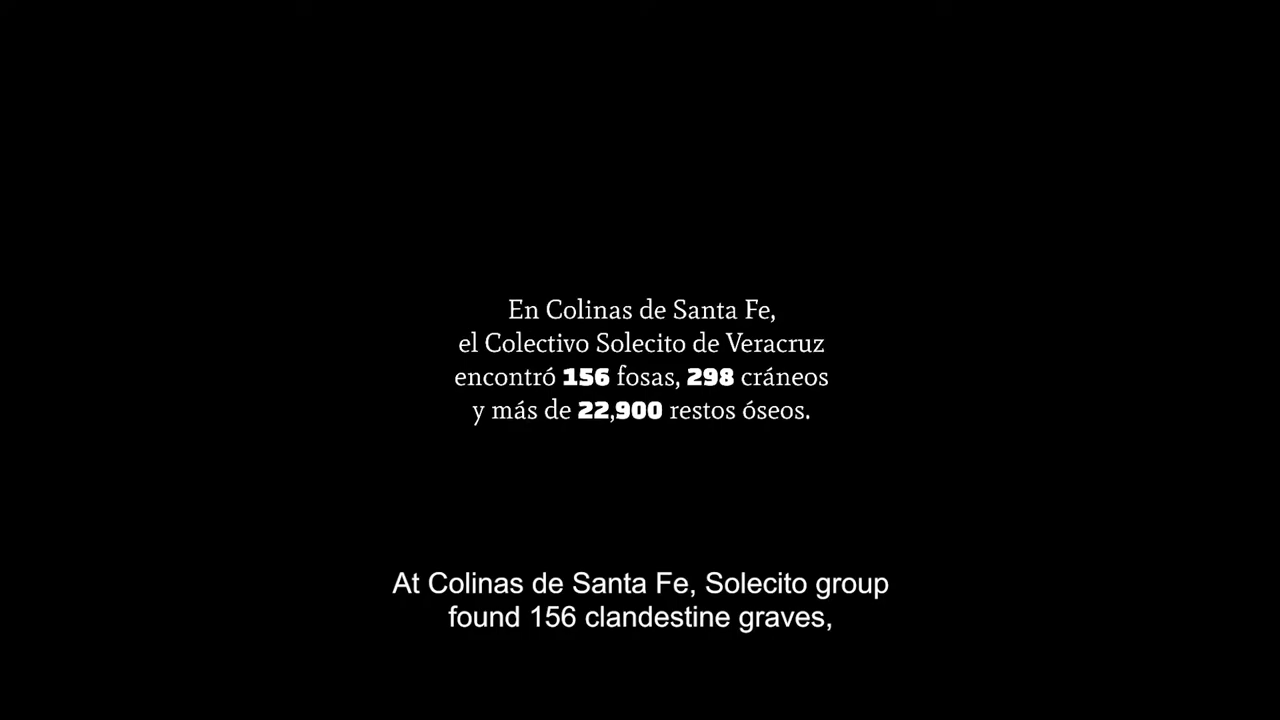 En Colinas de Santa Fe,
el Colectivo Solecito de Veracruz
encontró 156 fosas, 298 cráneos
y más de 22,900 restos óseos.
At Colinas de Santa Fe, Solecito group
found 156 clandestine graves,